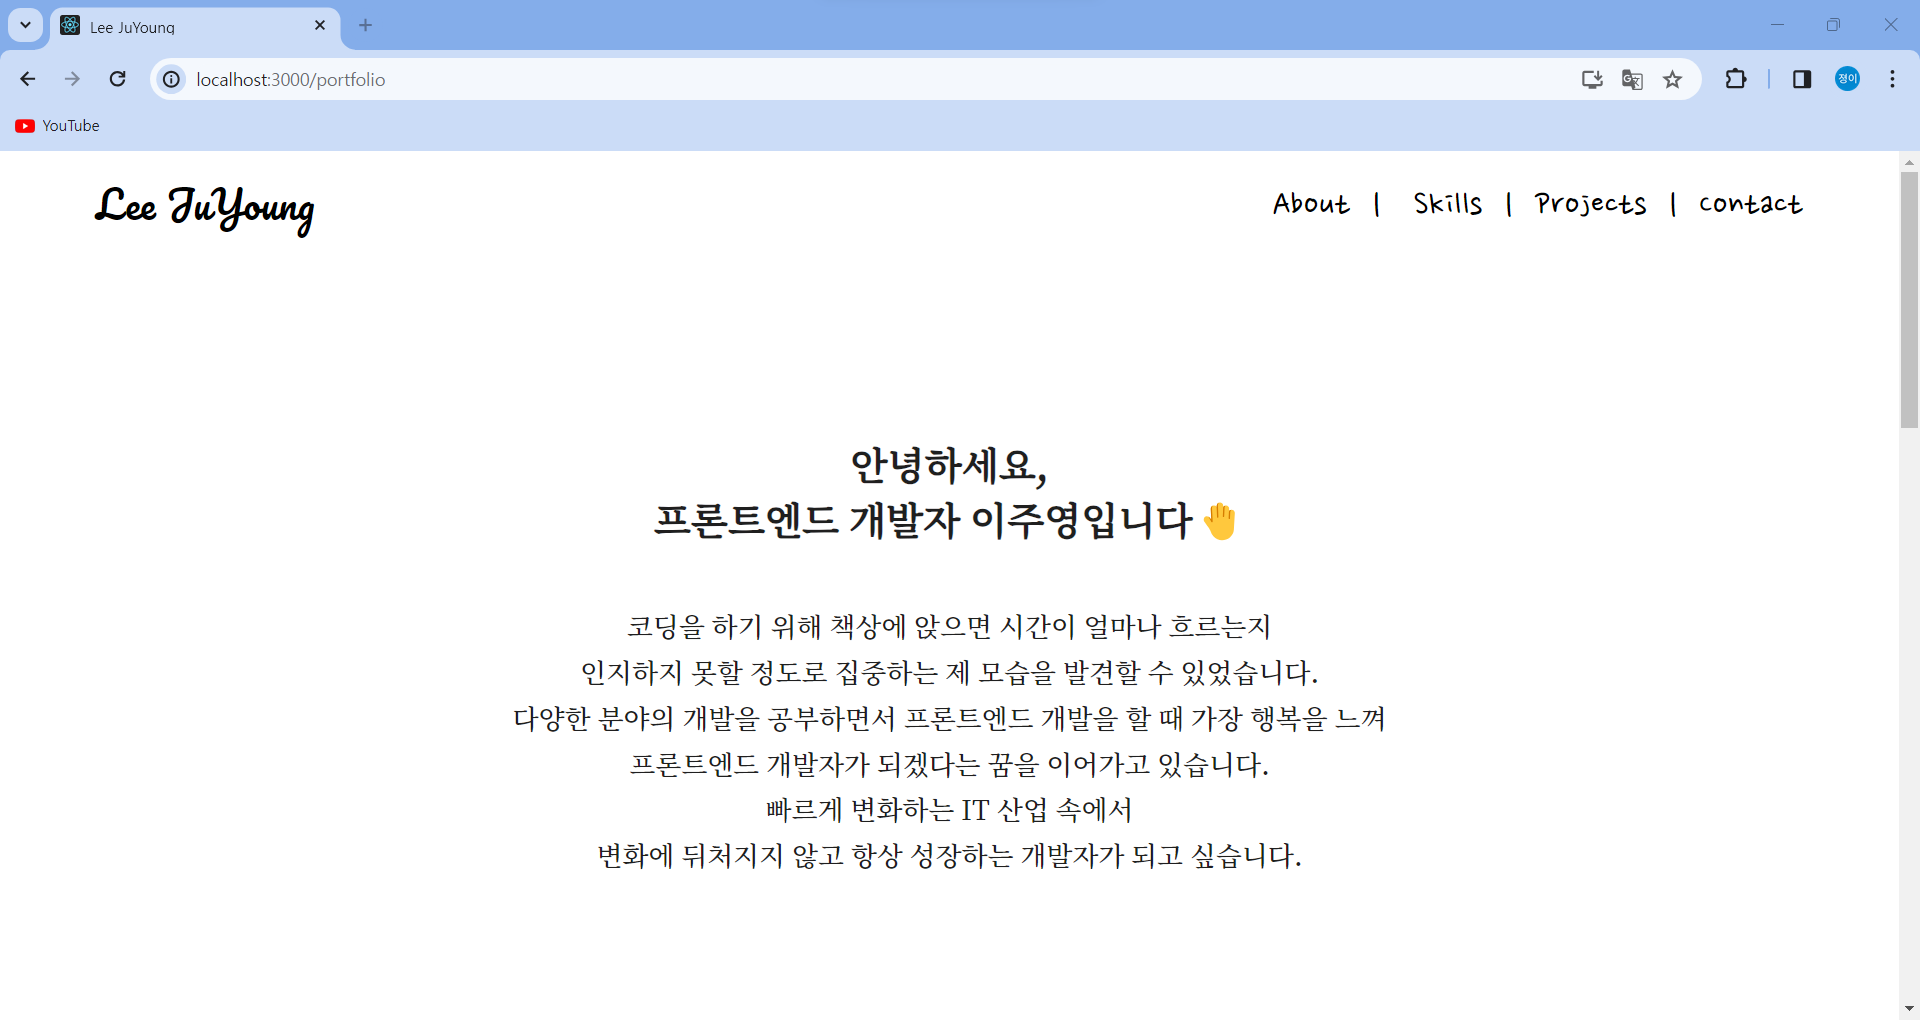 Lee JuYoung
localhost:3000/portfolio
정이
YouTube
Lee JuYoung
About | Skills | Projects | contact
안녕하세요,
프론트엔드 개발자 이주영입니다🤚
코딩을 하기 위해 책상에 앉으면 시간이 얼마나 흐르는지
인지하지 못할 정도로 집중하는 제 모습을 발견할 수 있었습니다.
다양한 분야의 개발을 공부하면서 프론트엔드 개발을 할 때 가장 행복을 느껴
프론트엔드 개발자가 되겠다는 꿈을 이어가고 있습니다.
빠르게 변화하는 IT 산업 속에서
변화에 뒤처지지 않고 항상 성장하는 개발자가 되고 싶습니다.